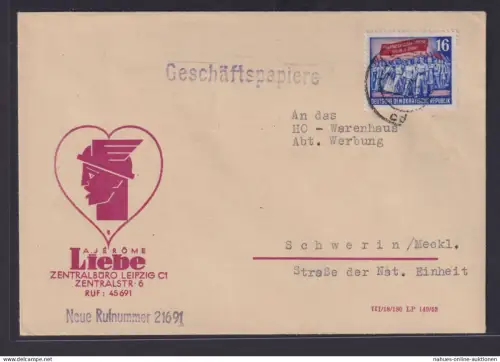 Geschäftspapiere
16
DEUTSCHE DEMOKRATISCHE REPUBLIK
An das
HO - Warenhaus
Abt. Werbung
Schwerin/Meckl.
Straße der Nat. Einheit
AJERÔME
Liebe
ZENTRALBÜRO LEIPZIG C1
ZENTRALSTR· 6
RUF: 45691
Neue Rufnummer 21691